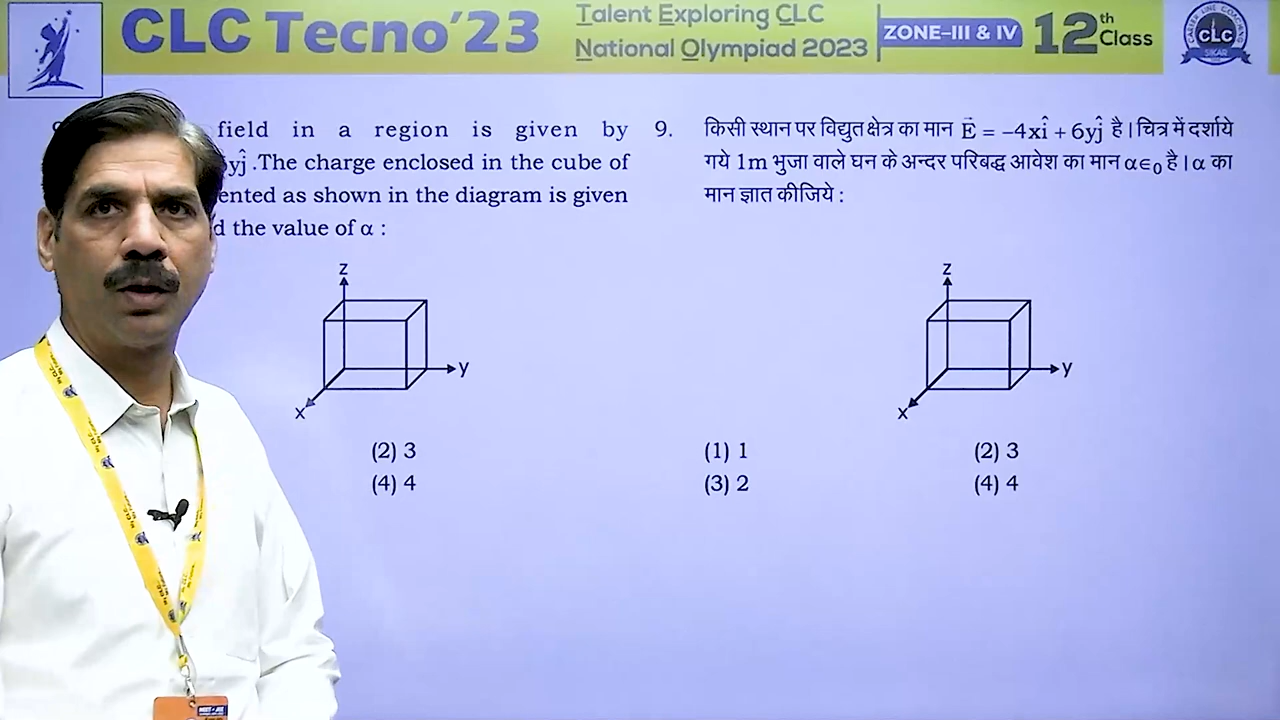 CLC Tecno'23
Talent Exploring CLC
National Olympiad 2023
ZONE–III & IV
12th Class
CLC
SIKAR
field in a region is given by
6yĵ .The charge enclosed in the cube of
as shown in the diagram is given
the value of α :
z
y
x
(2) 3
(4) 4
9. किसी स्थान पर विद्युत क्षेत्र का मान E⃗ = −4xî + 6yĵ है। चित्र में दर्शाये
गये 1m भुजा वाले घन के अन्दर परिबद्ध आवेश का मान α∈₀ है। α का
मान ज्ञात कीजिये :
z
y
x
(1) 1
(2) 3
(3) 2
(4) 4